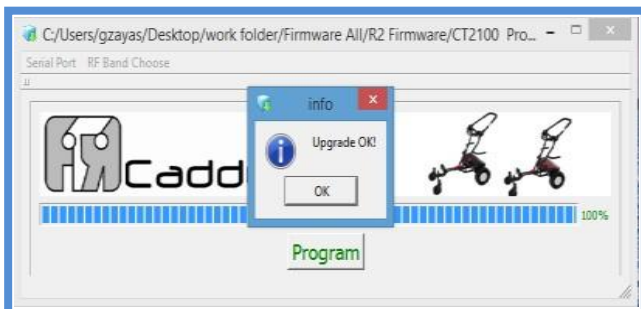 C:/Users/gzayas/Desktop/work folder/Firmware All/R2 Firmware/CT2100 Pro...
Serial Port RF Band Choose
info
Upgrade OK!
OK
Cadd
100%
Program